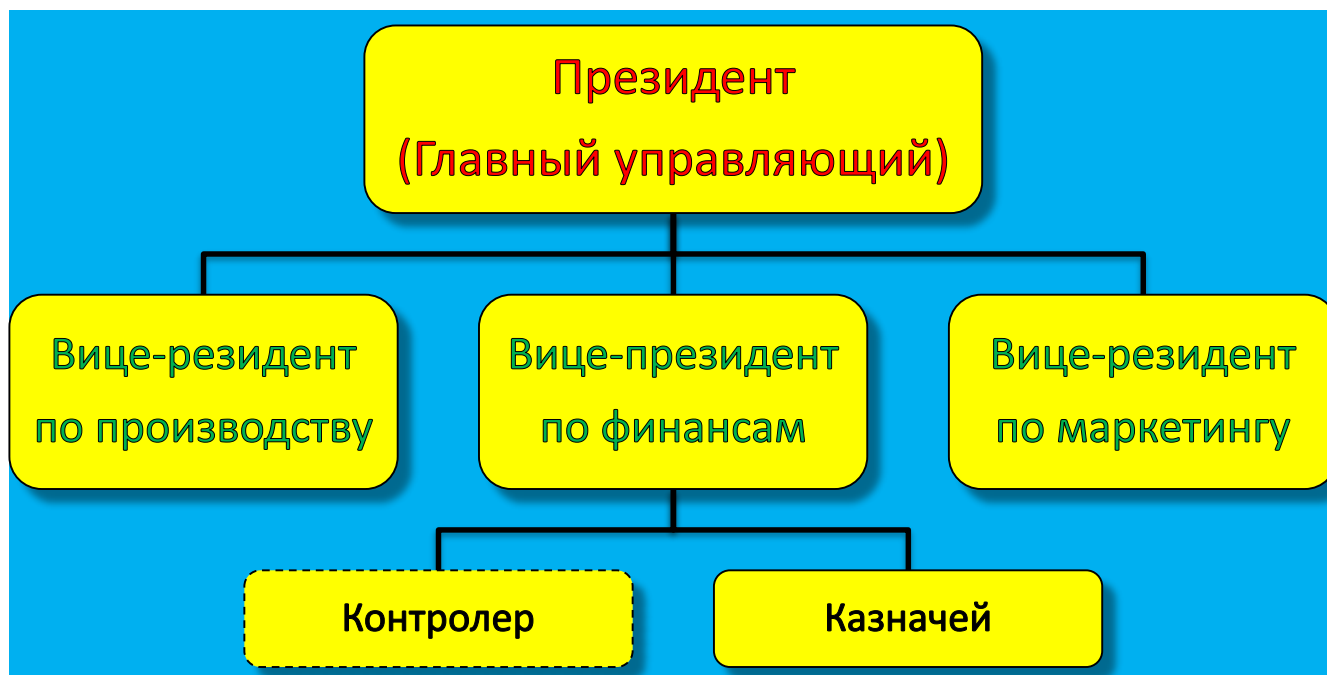 Президент
(Главный управляющий)
Вице-резидент
по производству
Вице-президент
по финансам
Вице-резидент
по маркетингу
Контролер
Казначей